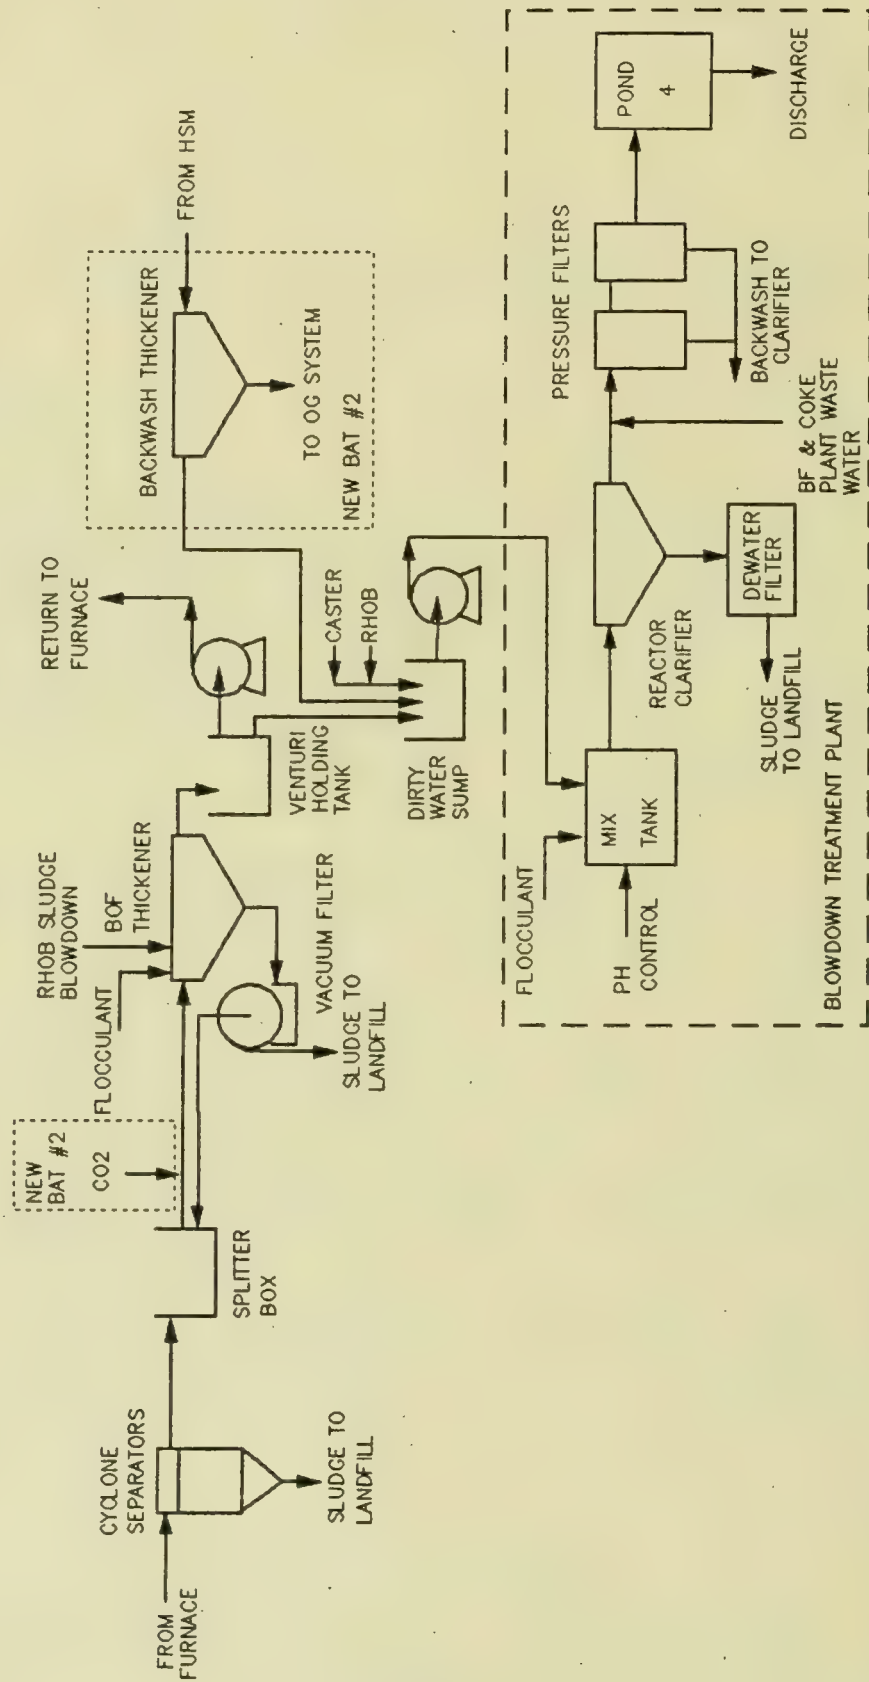 FROM
FURNACE
CYCLONE
SEPARATORS
SLUDGE TO
LANDFILL
SPLITTER
BOX
NEW
BAT #2
CO2
FLOCCULANT
RHOB SLUDGE
BLOWDOWN
BOF
THICKENER
VACUUM FILTER
SLUDGE TO
LANDFILL
VENTURI
HOLDING
TANK
RETURN TO
FURNACE
BACKWASH THICKENER
FROM HSM
TO OG SYSTEM
NEW BAT #2
CASTER
RHOB
DIRTY
WATER
SUMP
FLOCCULANT
PH
CONTROL
MIX
TANK
REACTOR
CLARIFIER
DEWATER
FILTER
SLUDGE
TO LANDFILL
BF & COKE
PLANT WASTE
WATER
PRESSURE FILTERS
BACKWASH TO
CLARIFIER
POND
4
DISCHARGE
BLOWDOWN TREATMENT PLANT